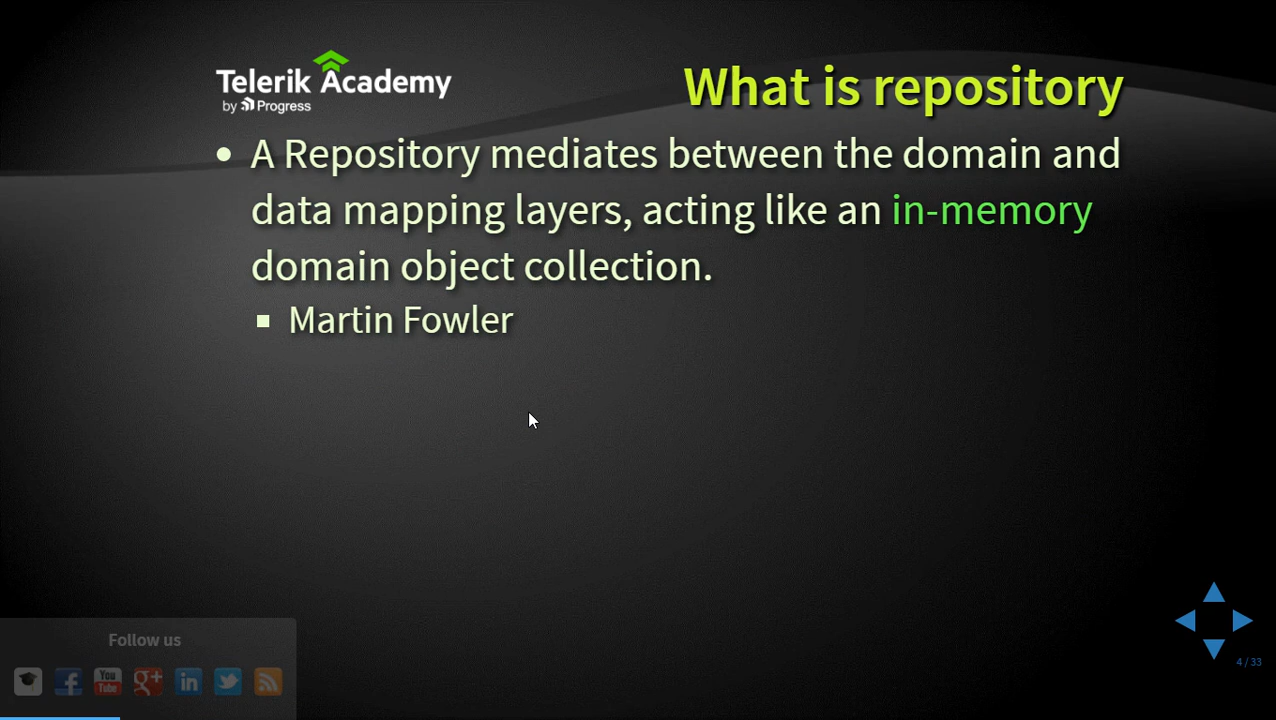 Telerik Academy
by Progress
What is repository
A Repository mediates between the domain and
data mapping layers, acting like an in-memory
domain object collection.
Martin Fowler
Follow us
You
Tube
g+
in
4 / 33